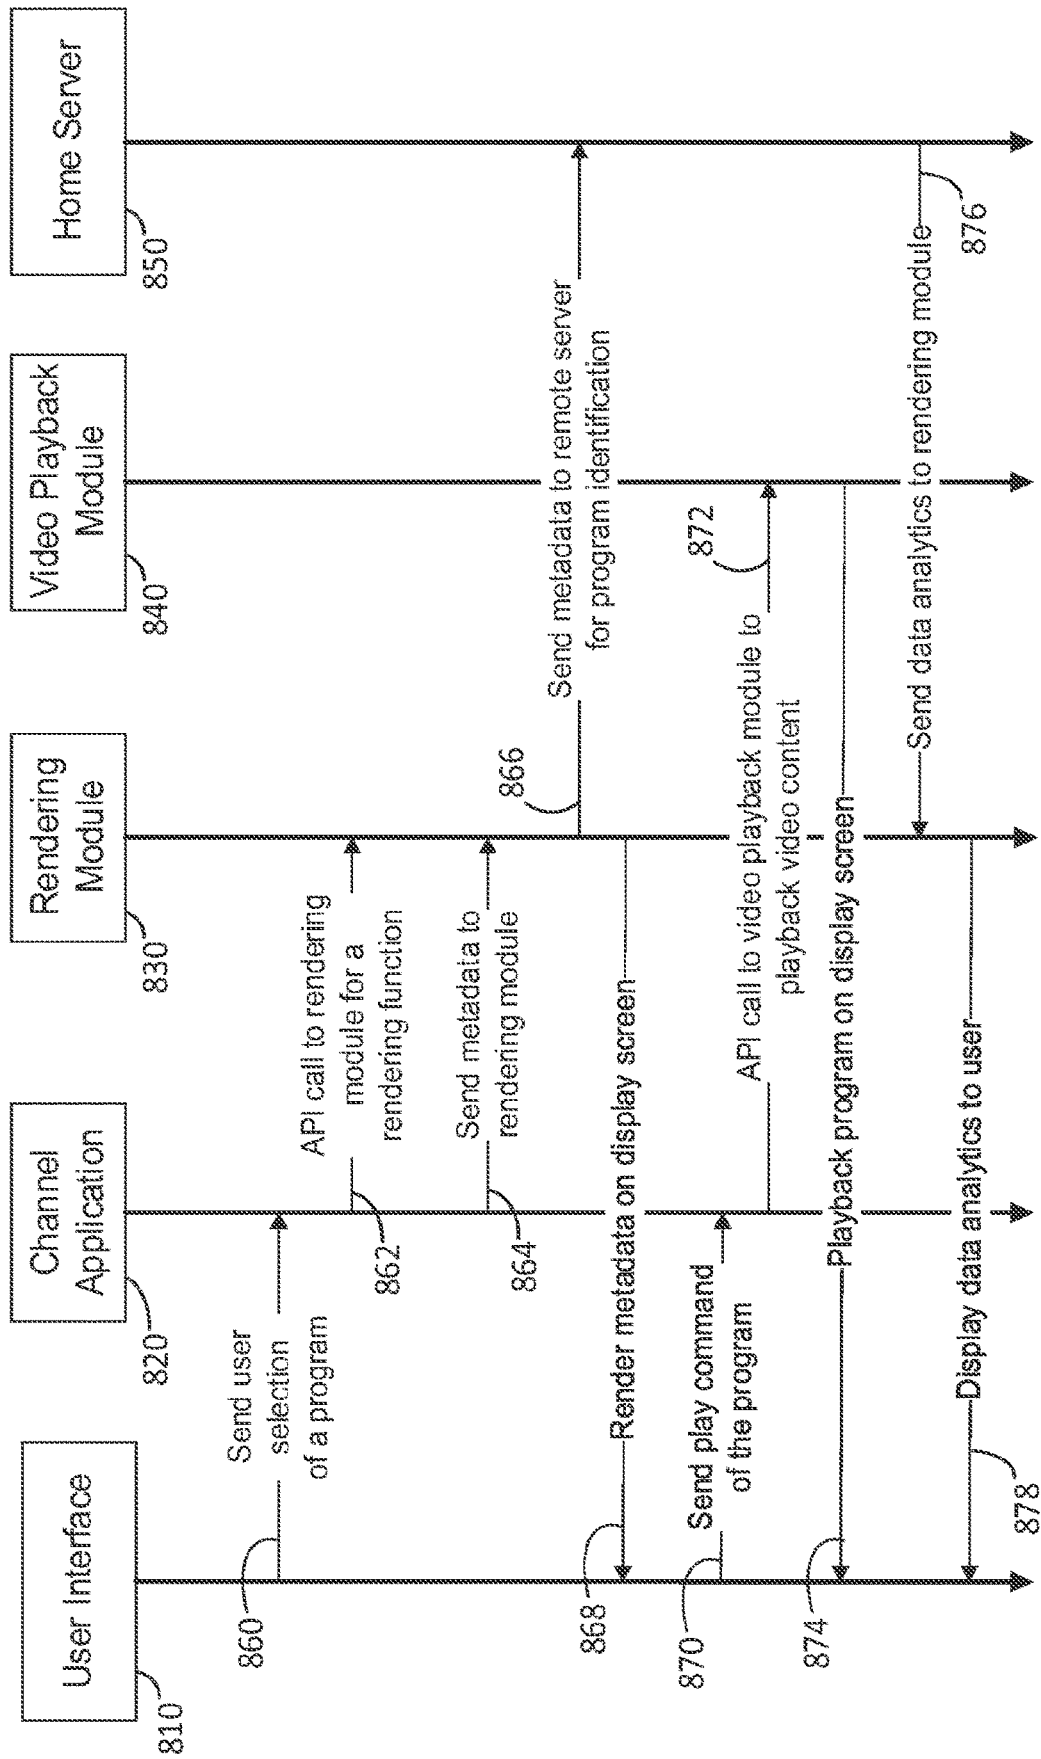 User Interface
810
Channel
Application
820
Rendering
Module
830
Video Playback
Module
840
Home Server
850
Send user
selection
of a program
860
API call to rendering
module for a
rendering function
862
Send metadata to
rendering module
864
Send metadata to remote server
for program identification
866
Render metadata on display screen
868
Send play command
of the program
870
API call to video playback module to
playback video content
872
Playback program on display screen
874
Send data analytics to rendering module
876
Display data analytics to user
878